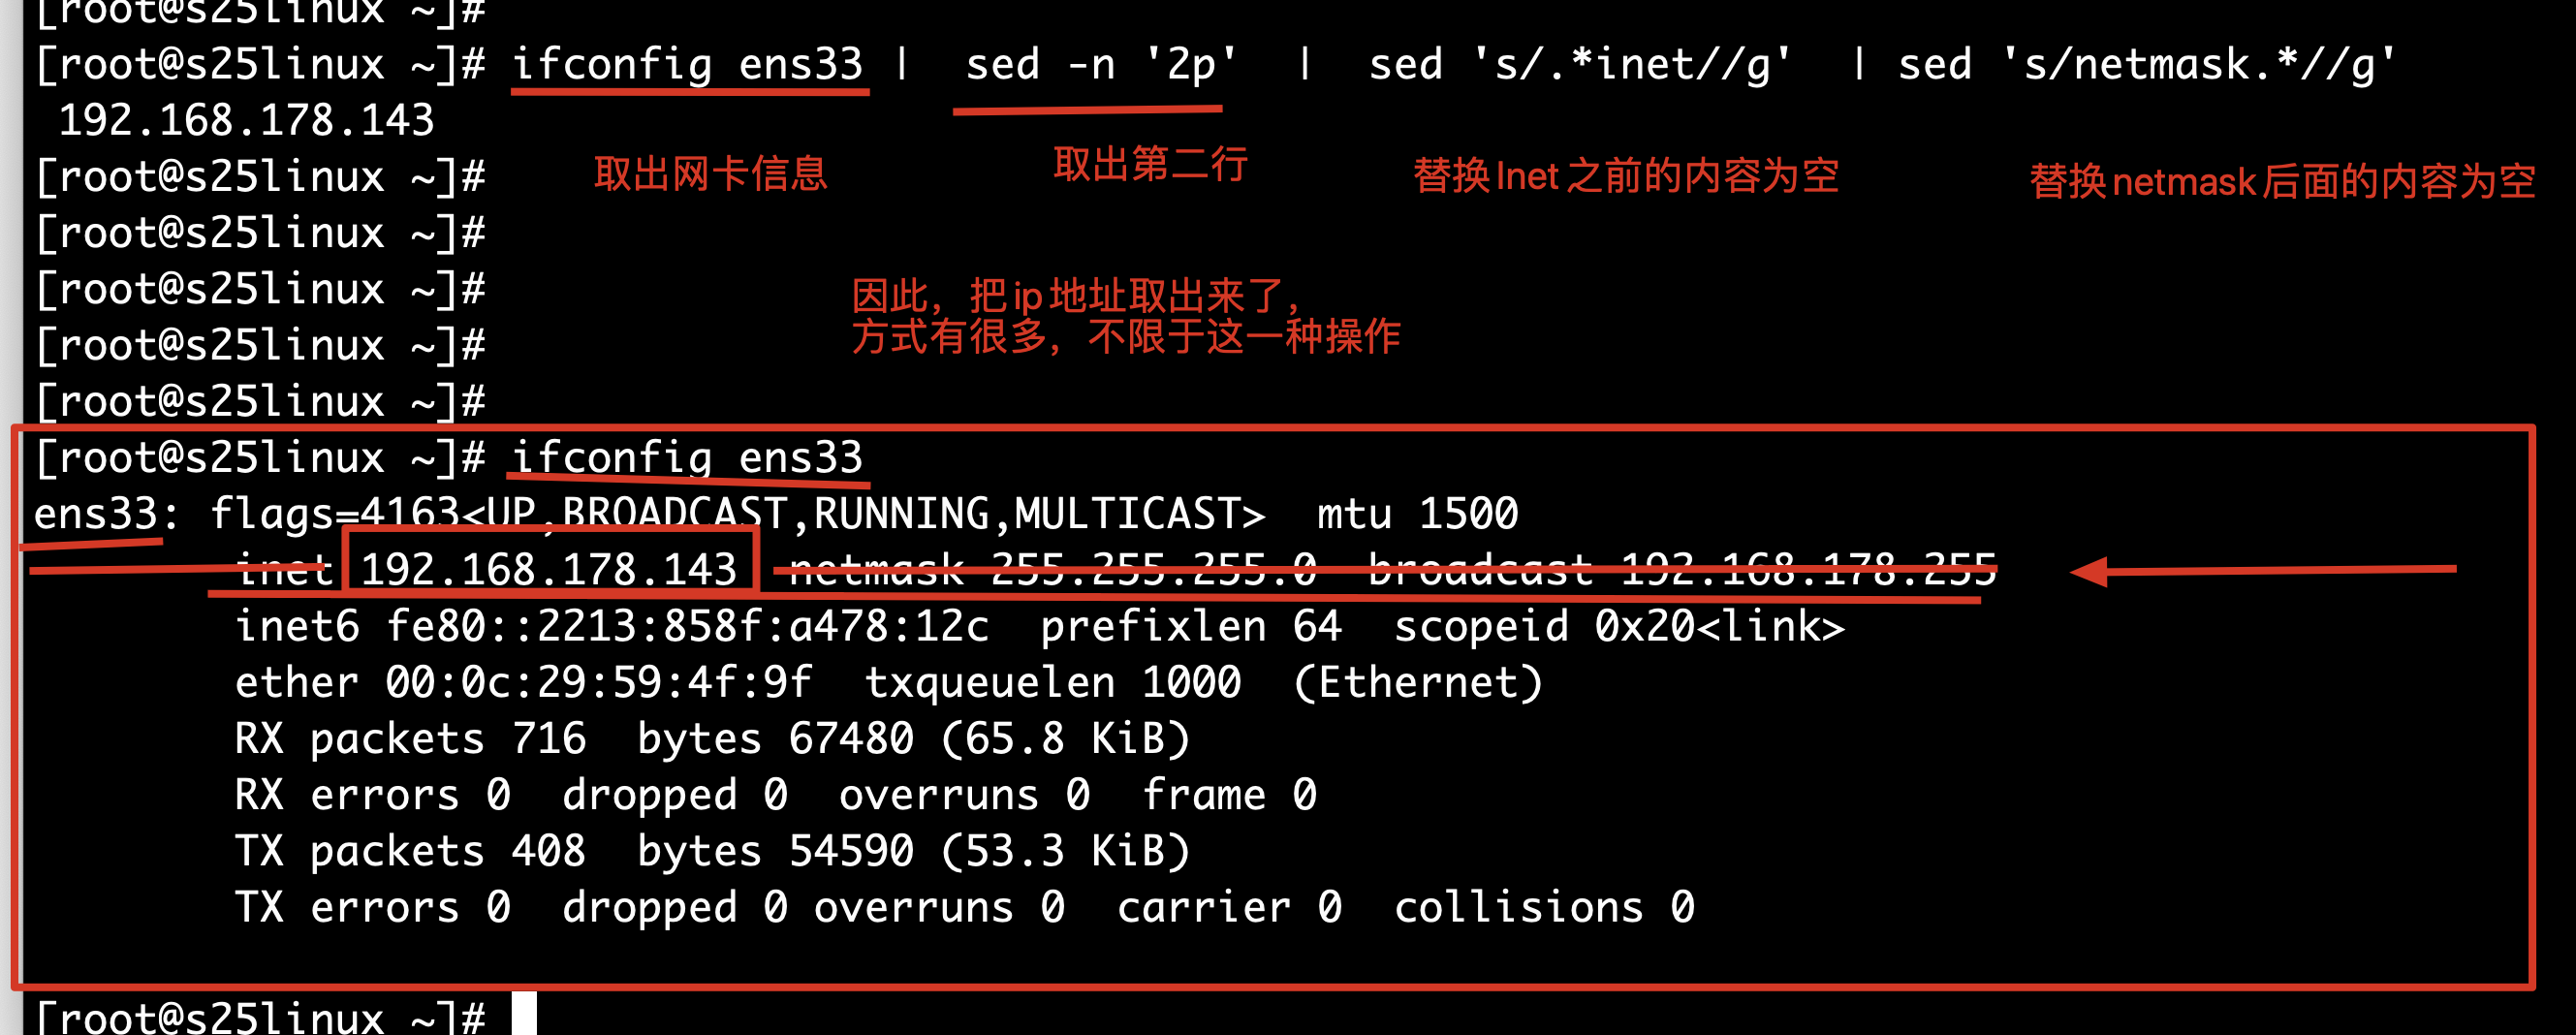 [root@s25linux ~]#
[root@s25linux ~]# ifconfig ens33 |  sed -n '2p'  |  sed 's/.*inet//g'  | sed 's/netmask.*//g'
 192.168.178.143
[root@s25linux ~]#
取出网卡信息 取出第二行 替换Inet之前的内容为空 替换netmask后面的内容为空
[root@s25linux ~]#
[root@s25linux ~]#
因此，把ip地址取出来了，
[root@s25linux ~]#
方式有很多，不限于这一种操作
[root@s25linux ~]#
[root@s25linux ~]# ifconfig ens33
ens33: flags=4163<UP,BROADCAST,RUNNING,MULTICAST>  mtu 1500
        inet 192.168.178.143  netmask 255.255.255.0  broadcast 192.168.178.255
        inet6 fe80::2213:858f:a478:12c  prefixlen 64  scopeid 0x20<link>
        ether 00:0c:29:59:4f:9f  txqueuelen 1000  (Ethernet)
        RX packets 716  bytes 67480 (65.8 KiB)
        RX errors 0  dropped 0  overruns 0  frame 0
        TX packets 408  bytes 54590 (53.3 KiB)
        TX errors 0  dropped 0 overruns 0  carrier 0  collisions 0
[root@s25linux ~]#